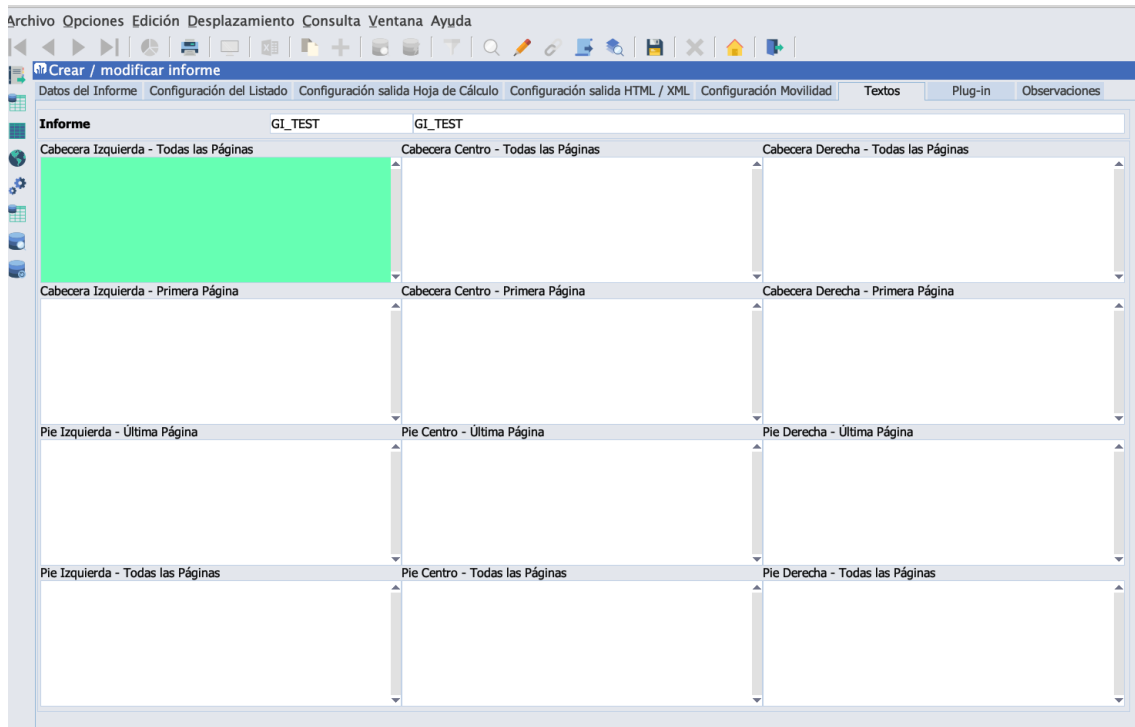 Archivo Opciones Edición Desplazamiento Consulta Ventana Ayuda
Crear / modificar informe
Datos del Informe Configuración del Listado Configuración salida Hoja de Cálculo Configuración salida HTML / XML Configuración Movilidad Textos Plug-in Observaciones
Informe GI_TEST GI_TEST
Cabecera Izquierda - Todas las Páginas Cabecera Centro - Todas las Páginas Cabecera Derecha - Todas las Páginas
Cabecera Izquierda - Primera Página Cabecera Centro - Primera Página Cabecera Derecha - Primera Página
Pie Izquierda - Última Página Pie Centro - Última Página Pie Derecha - Última Página
Pie Izquierda - Todas las Páginas Pie Centro - Todas las Páginas Pie Derecha - Todas las Páginas